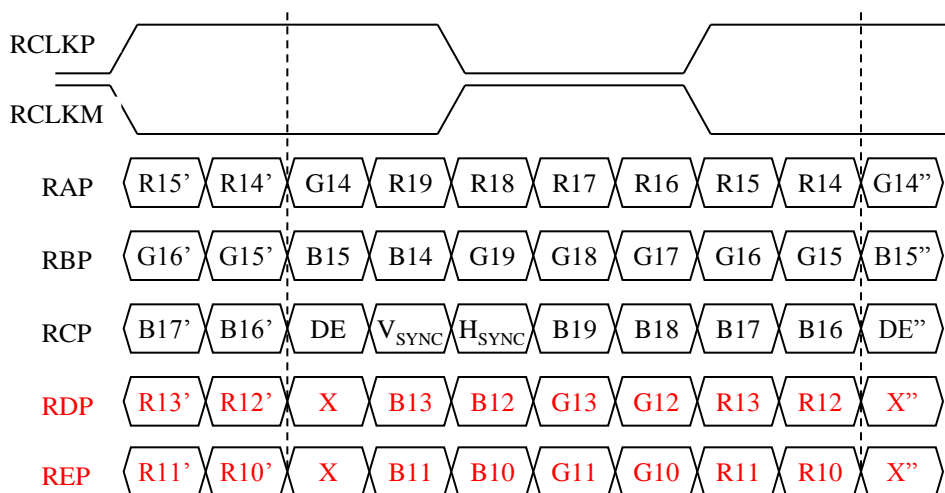 RCLKP
RCLKM
RAP R15’ R14’ G14 R19 R18 R17 R16 R15 R14 G14”
RBP G16’ G15’ B15 B14 G19 G18 G17 G16 G15 B15”
RCP B17’ B16’ DE VSYNC HSYNC B19 B18 B17 B16 DE”
RDP R13’ R12’ X B13 B12 G13 G12 R13 R12 X”
REP R11’ R10’ X B11 B10 G11 G10 R11 R10 X”